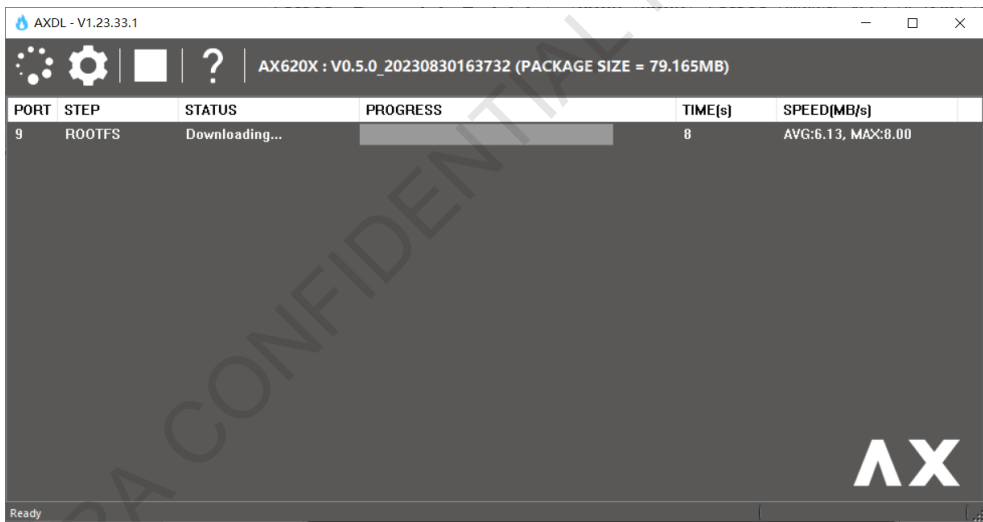 AXDL - V1.23.33.1
AX620X : V0.5.0_20230830163732 (PACKAGE SIZE = 79.165MB)
PORT STEP STATUS PROGRESS TIME(s) SPEED(MB/s)
9 ROOTFS Downloading... 8 AVG:6.13, MAX:8.00
CONFIDENTIAL
AX
Ready